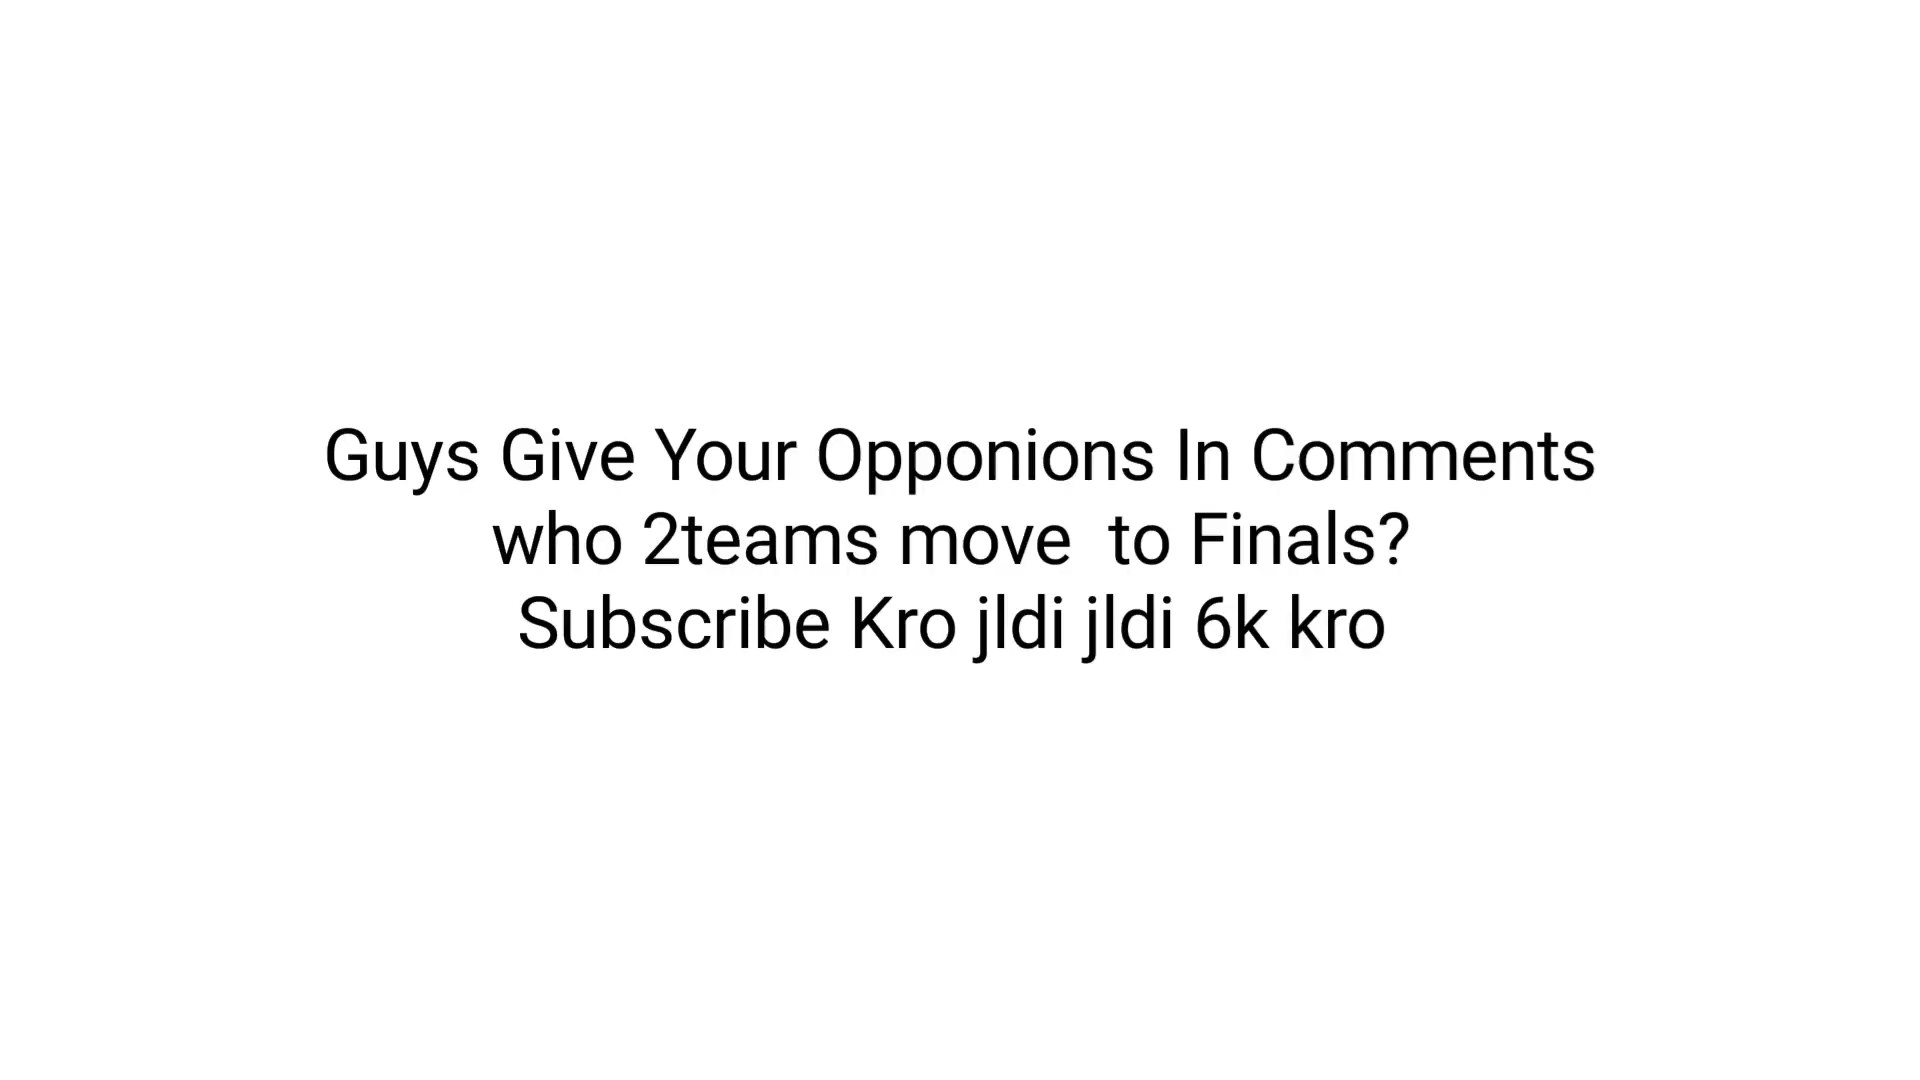 Guys Give Your Opponions In Comments
who 2teams move  to Finals?
Subscribe Kro jldi jldi 6k kro